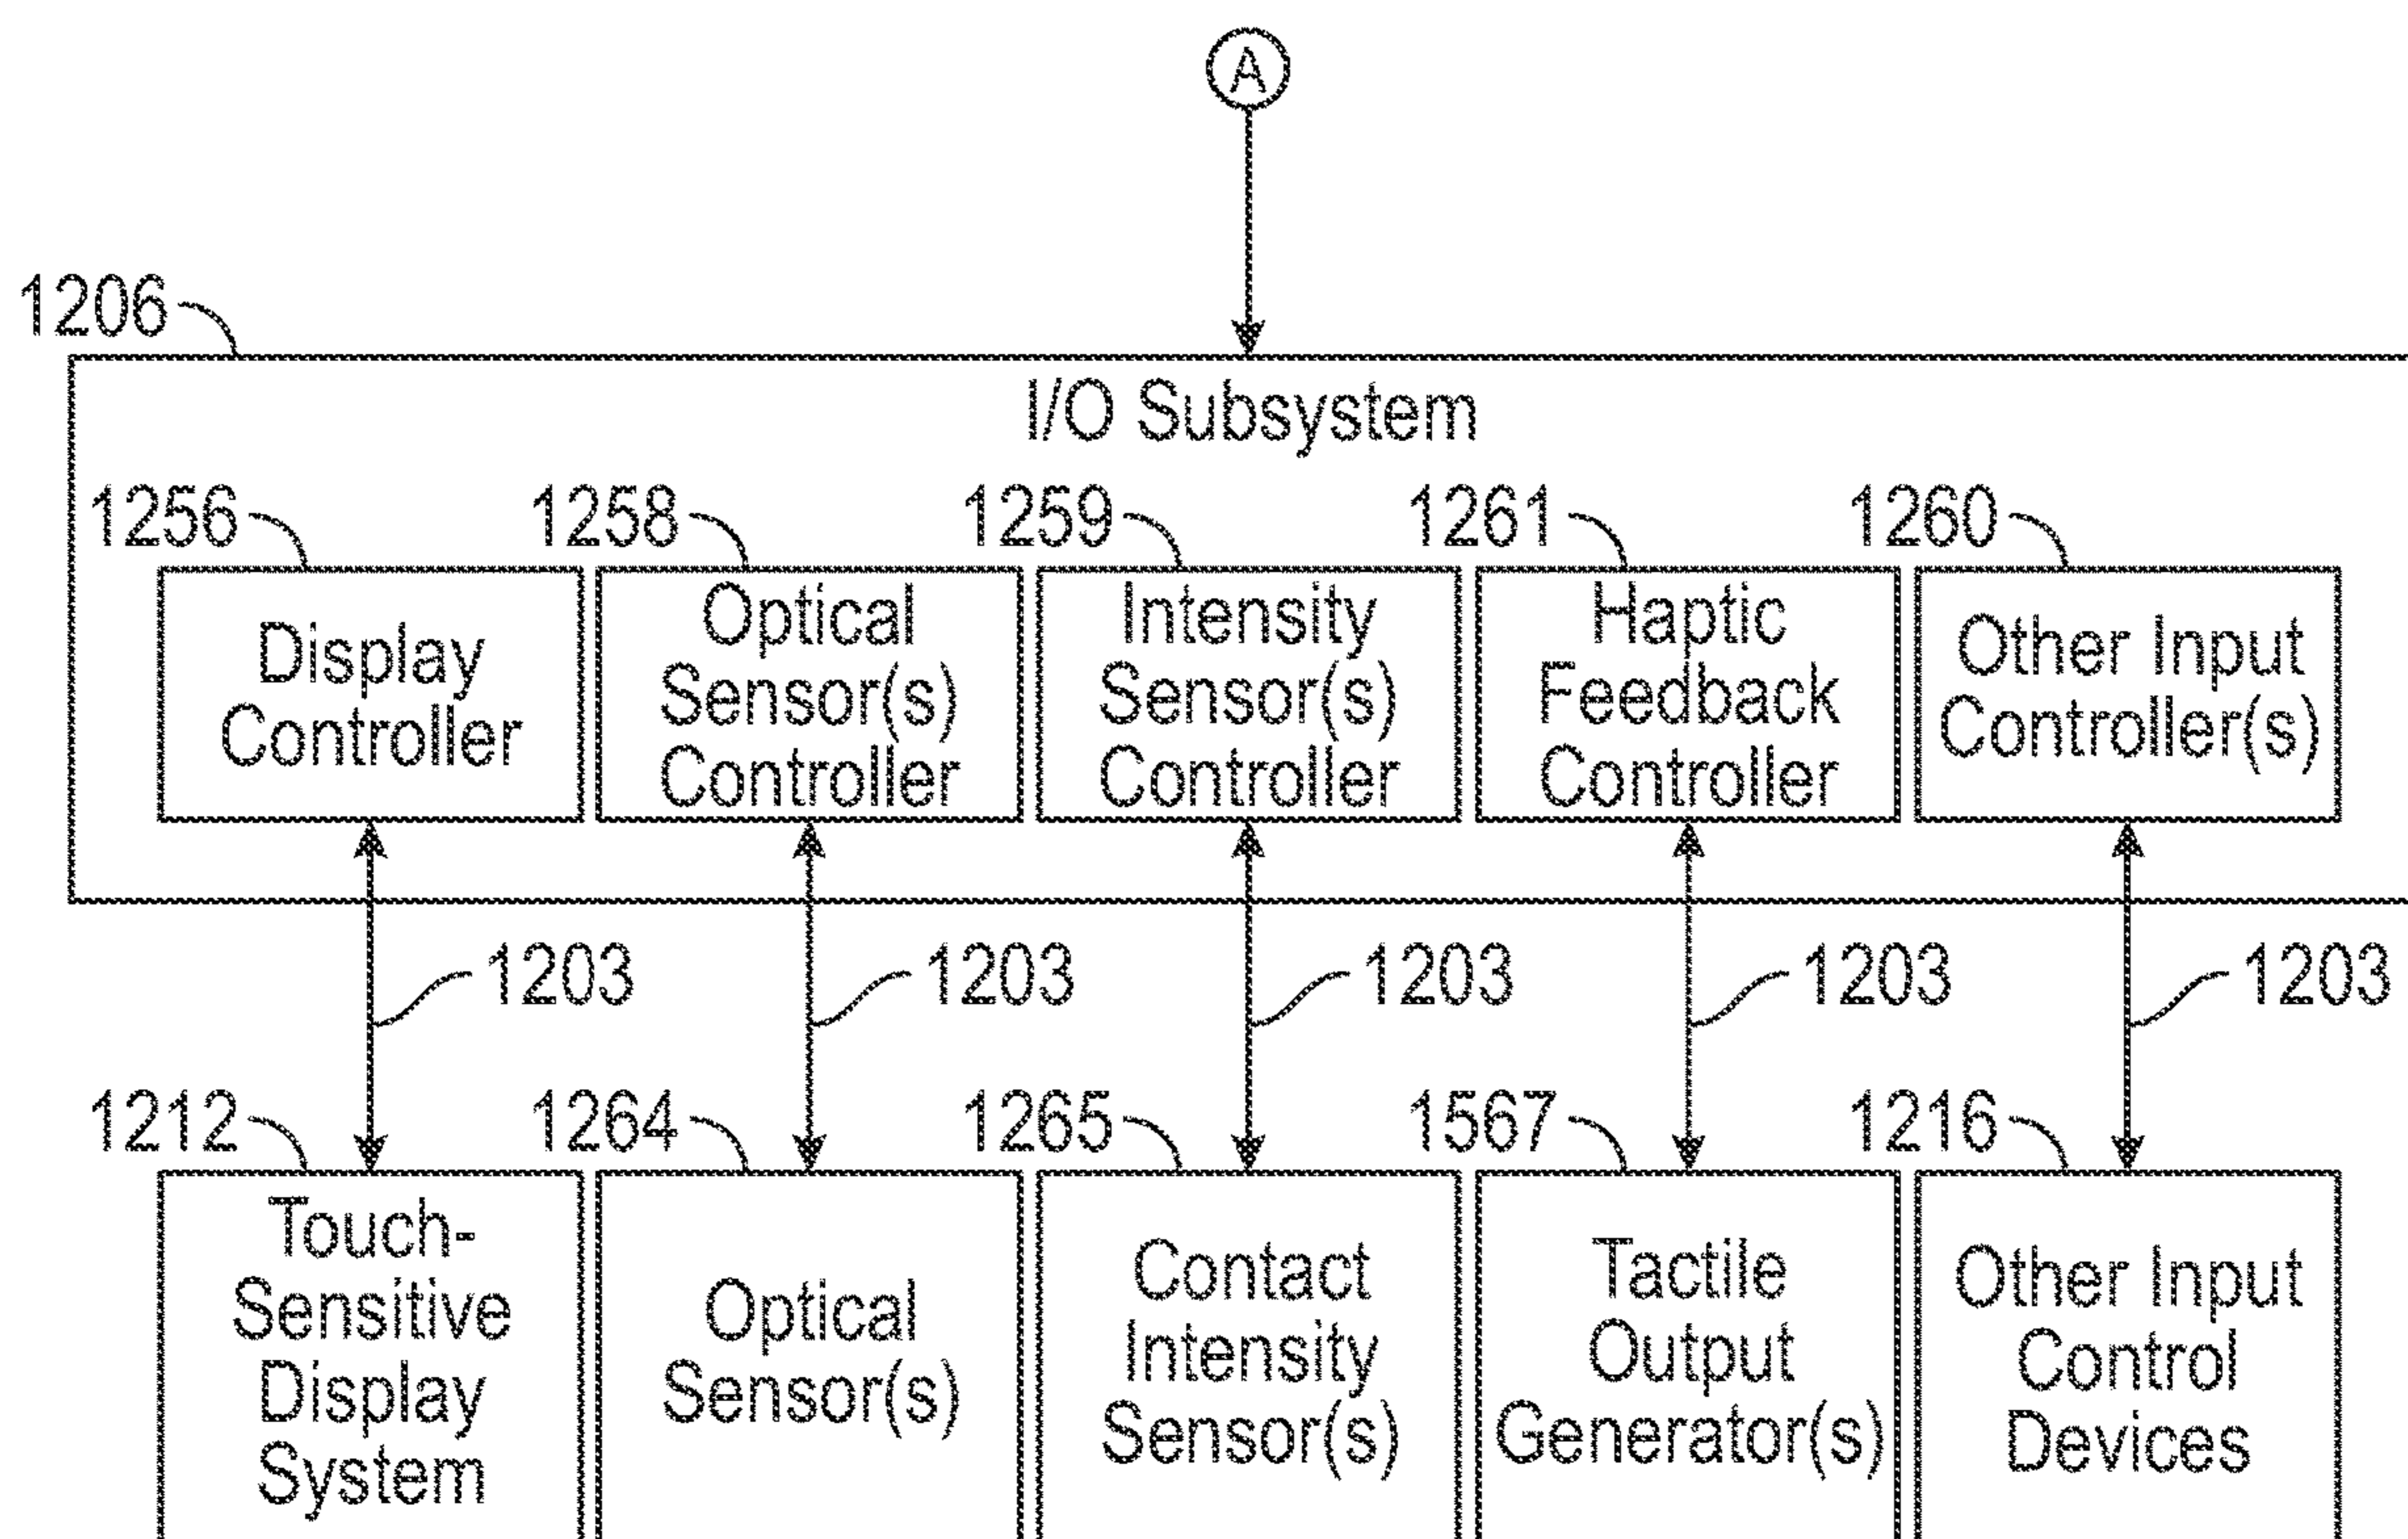 A
1206
I/O Subsystem
1256
1258
1259
1261
1260
Display
Controller
Optical
Sensor(s)
Controller
Intensity
Sensor(s)
Controller
Haptic
Feedback
Controller
Other Input
Controller(s)
1203
1203
1203
1203
1203
1212
1264
1265
1567
1216
Touch-
Sensitive
Display
System
Optical
Sensor(s)
Contact
Intensity
Sensor(s)
Tactile
Output
Generator(s)
Other Input
Control
Devices